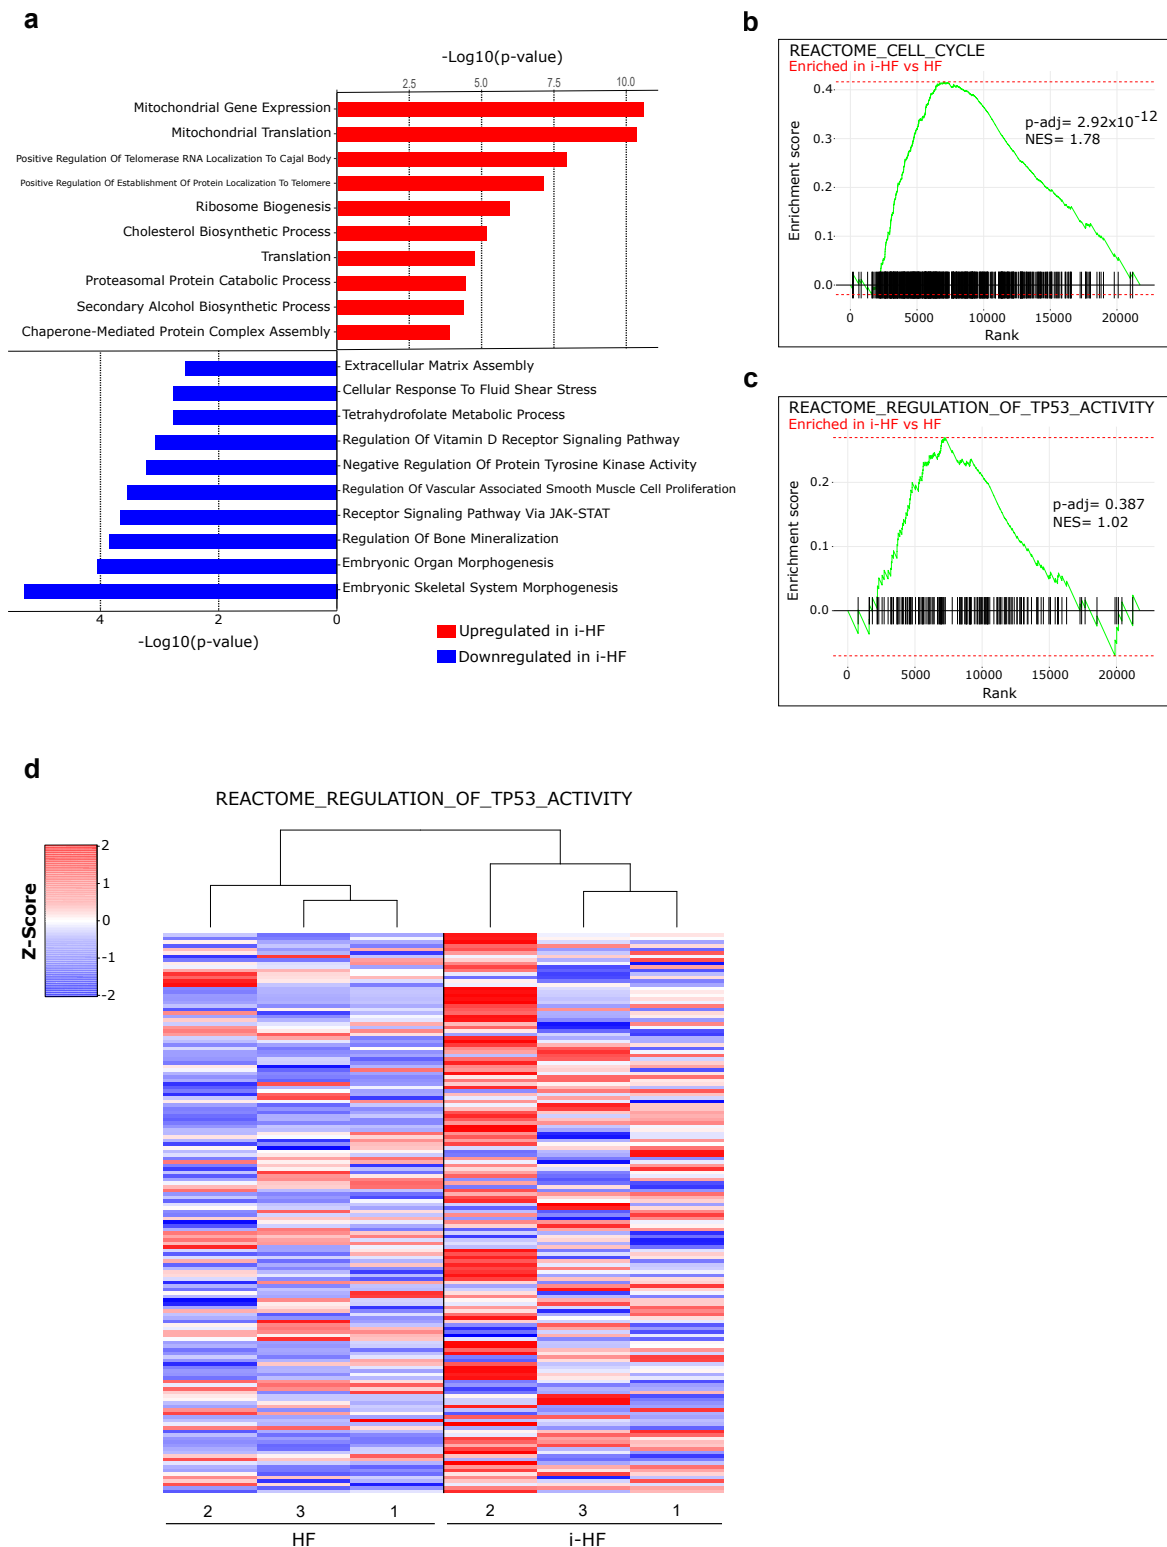 a
-Log10(p-value)
2.5 5.0 7.5 10.0
Mitochondrial Gene Expression
Mitochondrial Translation
Positive Regulation Of Telomerase RNA Localization To Cajal Body
Positive Regulation Of Establishment Of Protein Localization To Telomere
Ribosome Biogenesis
Cholesterol Biosynthetic Process
Translation
Proteasomal Protein Catabolic Process
Secondary Alcohol Biosynthetic Process
Chaperone-Mediated Protein Complex Assembly
Extracellular Matrix Assembly
Cellular Response To Fluid Shear Stress
Tetrahydrofolate Metabolic Process
Regulation Of Vitamin D Receptor Signaling Pathway
Negative Regulation Of Protein Tyrosine Kinase Activity
Regulation Of Vascular Associated Smooth Muscle Cell Proliferation
Receptor Signaling Pathway Via JAK-STAT
Regulation Of Bone Mineralization
Embryonic Organ Morphogenesis
Embryonic Skeletal System Morphogenesis
4 2 0
-Log10(p-value)
Upregulated in i-HF
Downregulated in i-HF
b
REACTOME_CELL_CYCLE
Enriched in i-HF vs HF
p-adj= 2.92x10-12
NES= 1.78
Enrichment score
0.4
0.3
0.2
0.1
0.0
0 5000 10000 15000 20000
Rank
c
REACTOME_REGULATION_OF_TP53_ACTIVITY
Enriched in i-HF vs HF
p-adj= 0.387
NES= 1.02
Enrichment score
0.2
0.1
0.0
0 5000 10000 15000 20000
Rank
d
REACTOME_REGULATION_OF_TP53_ACTIVITY
Z-Score
2
1
0
-1
-2
2 3 1 2 3 1
HF i-HF